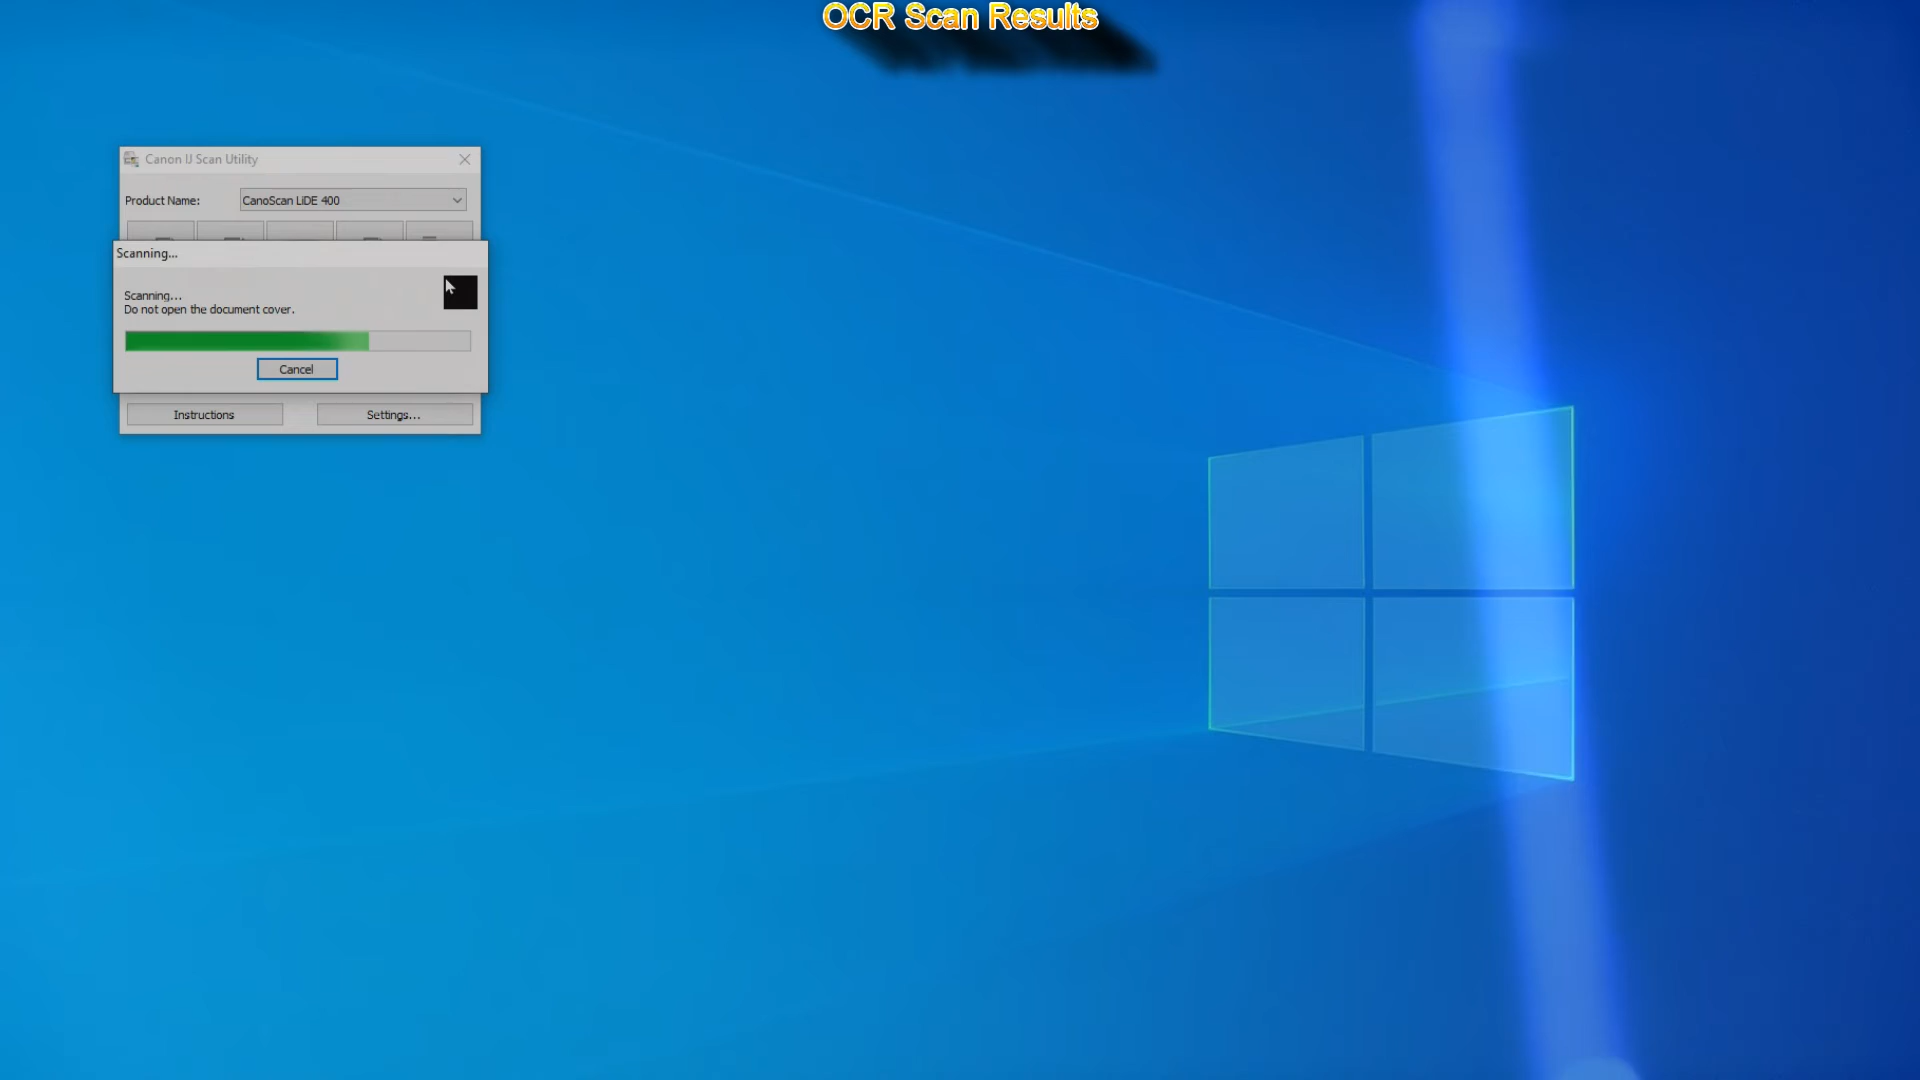 OCR Scan Results
Canon IJ Scan Utility
Product Name:
CanoScan LiDE 400
Scanning...
Scanning...
Do not open the document cover.
Cancel
Instructions
Settings...